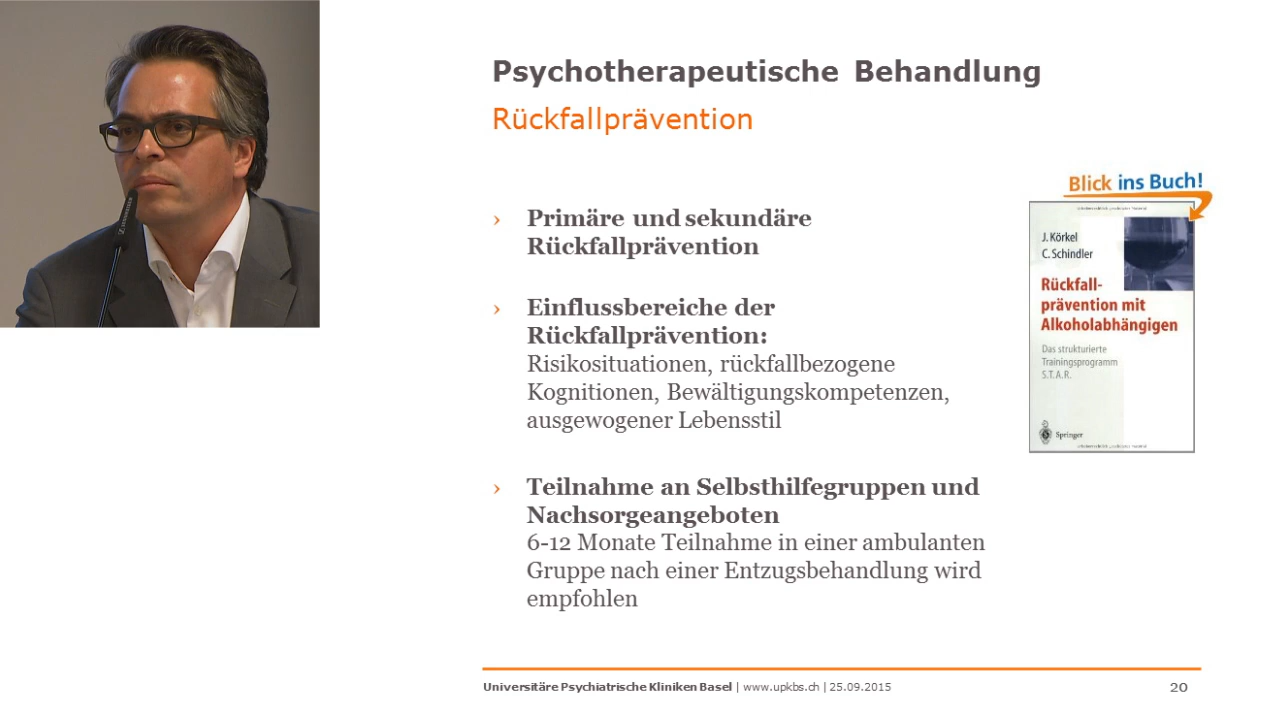 Psychotherapeutische Behandlung
Rückfallprävention
› Primäre und sekundäre
Rückfallprävention
› Einflussbereiche der
Rückfallprävention:
Risikosituationen, rückfallbezogene
Kognitionen, Bewältigungskompetenzen,
ausgewogener Lebensstil
› Teilnahme an Selbsthilfegruppen und
Nachsorgeangeboten
6-12 Monate Teilnahme in einer ambulanten
Gruppe nach einer Entzugsbehandlung wird
empfohlen
Blick ins Buch!
J. Körkel
C. Schindler
Rückfall-
prävention mit
Alkoholabhängigen
Das strukturierte
Trainingsprogramm
S.T.A.R.
Springer
Universitäre Psychiatrische Kliniken Basel | www.upkbs.ch | 25.09.2015
20